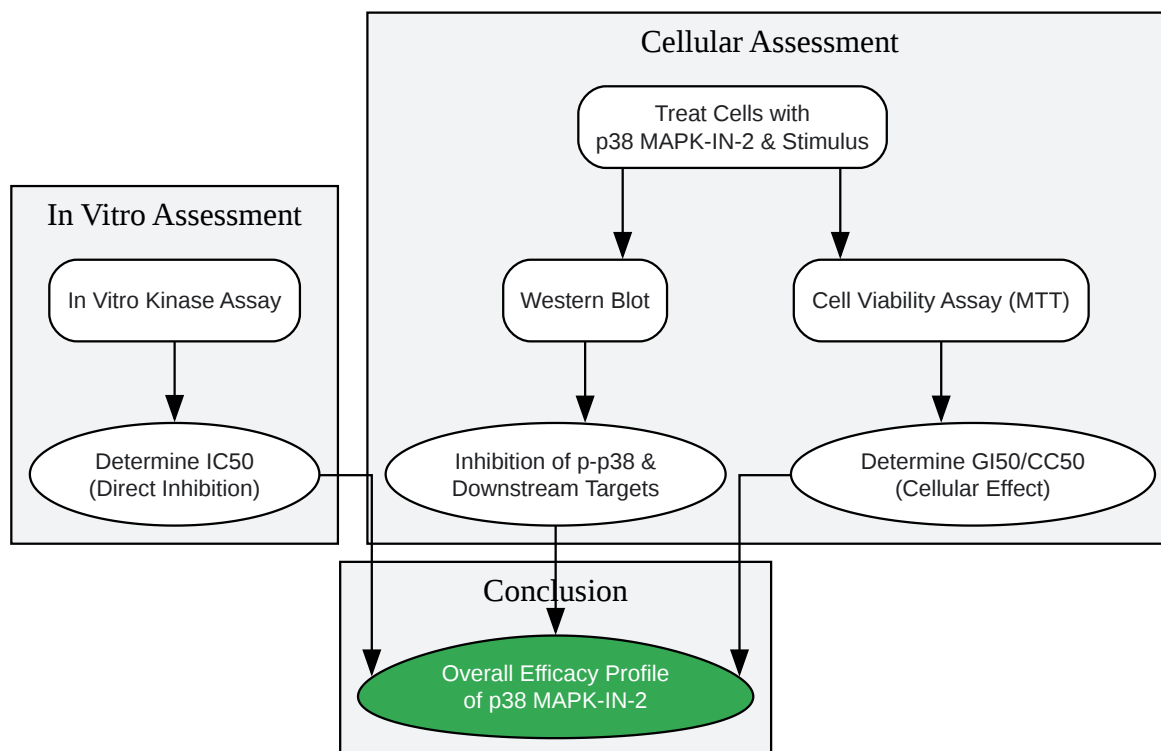 Cellular Assessment
Treat Cells with
p38 MAPK-IN-2 & Stimulus
In Vitro Assessment
In Vitro Kinase Assay
Western Blot
Cell Viability Assay (MTT)
Determine IC50
(Direct Inhibition)
Inhibition of p-p38 &
Downstream Targets
Determine GI50/CC50
(Cellular Effect)
Conclusion
Overall Efficacy Profile
of p38 MAPK-IN-2